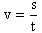 v = s/t